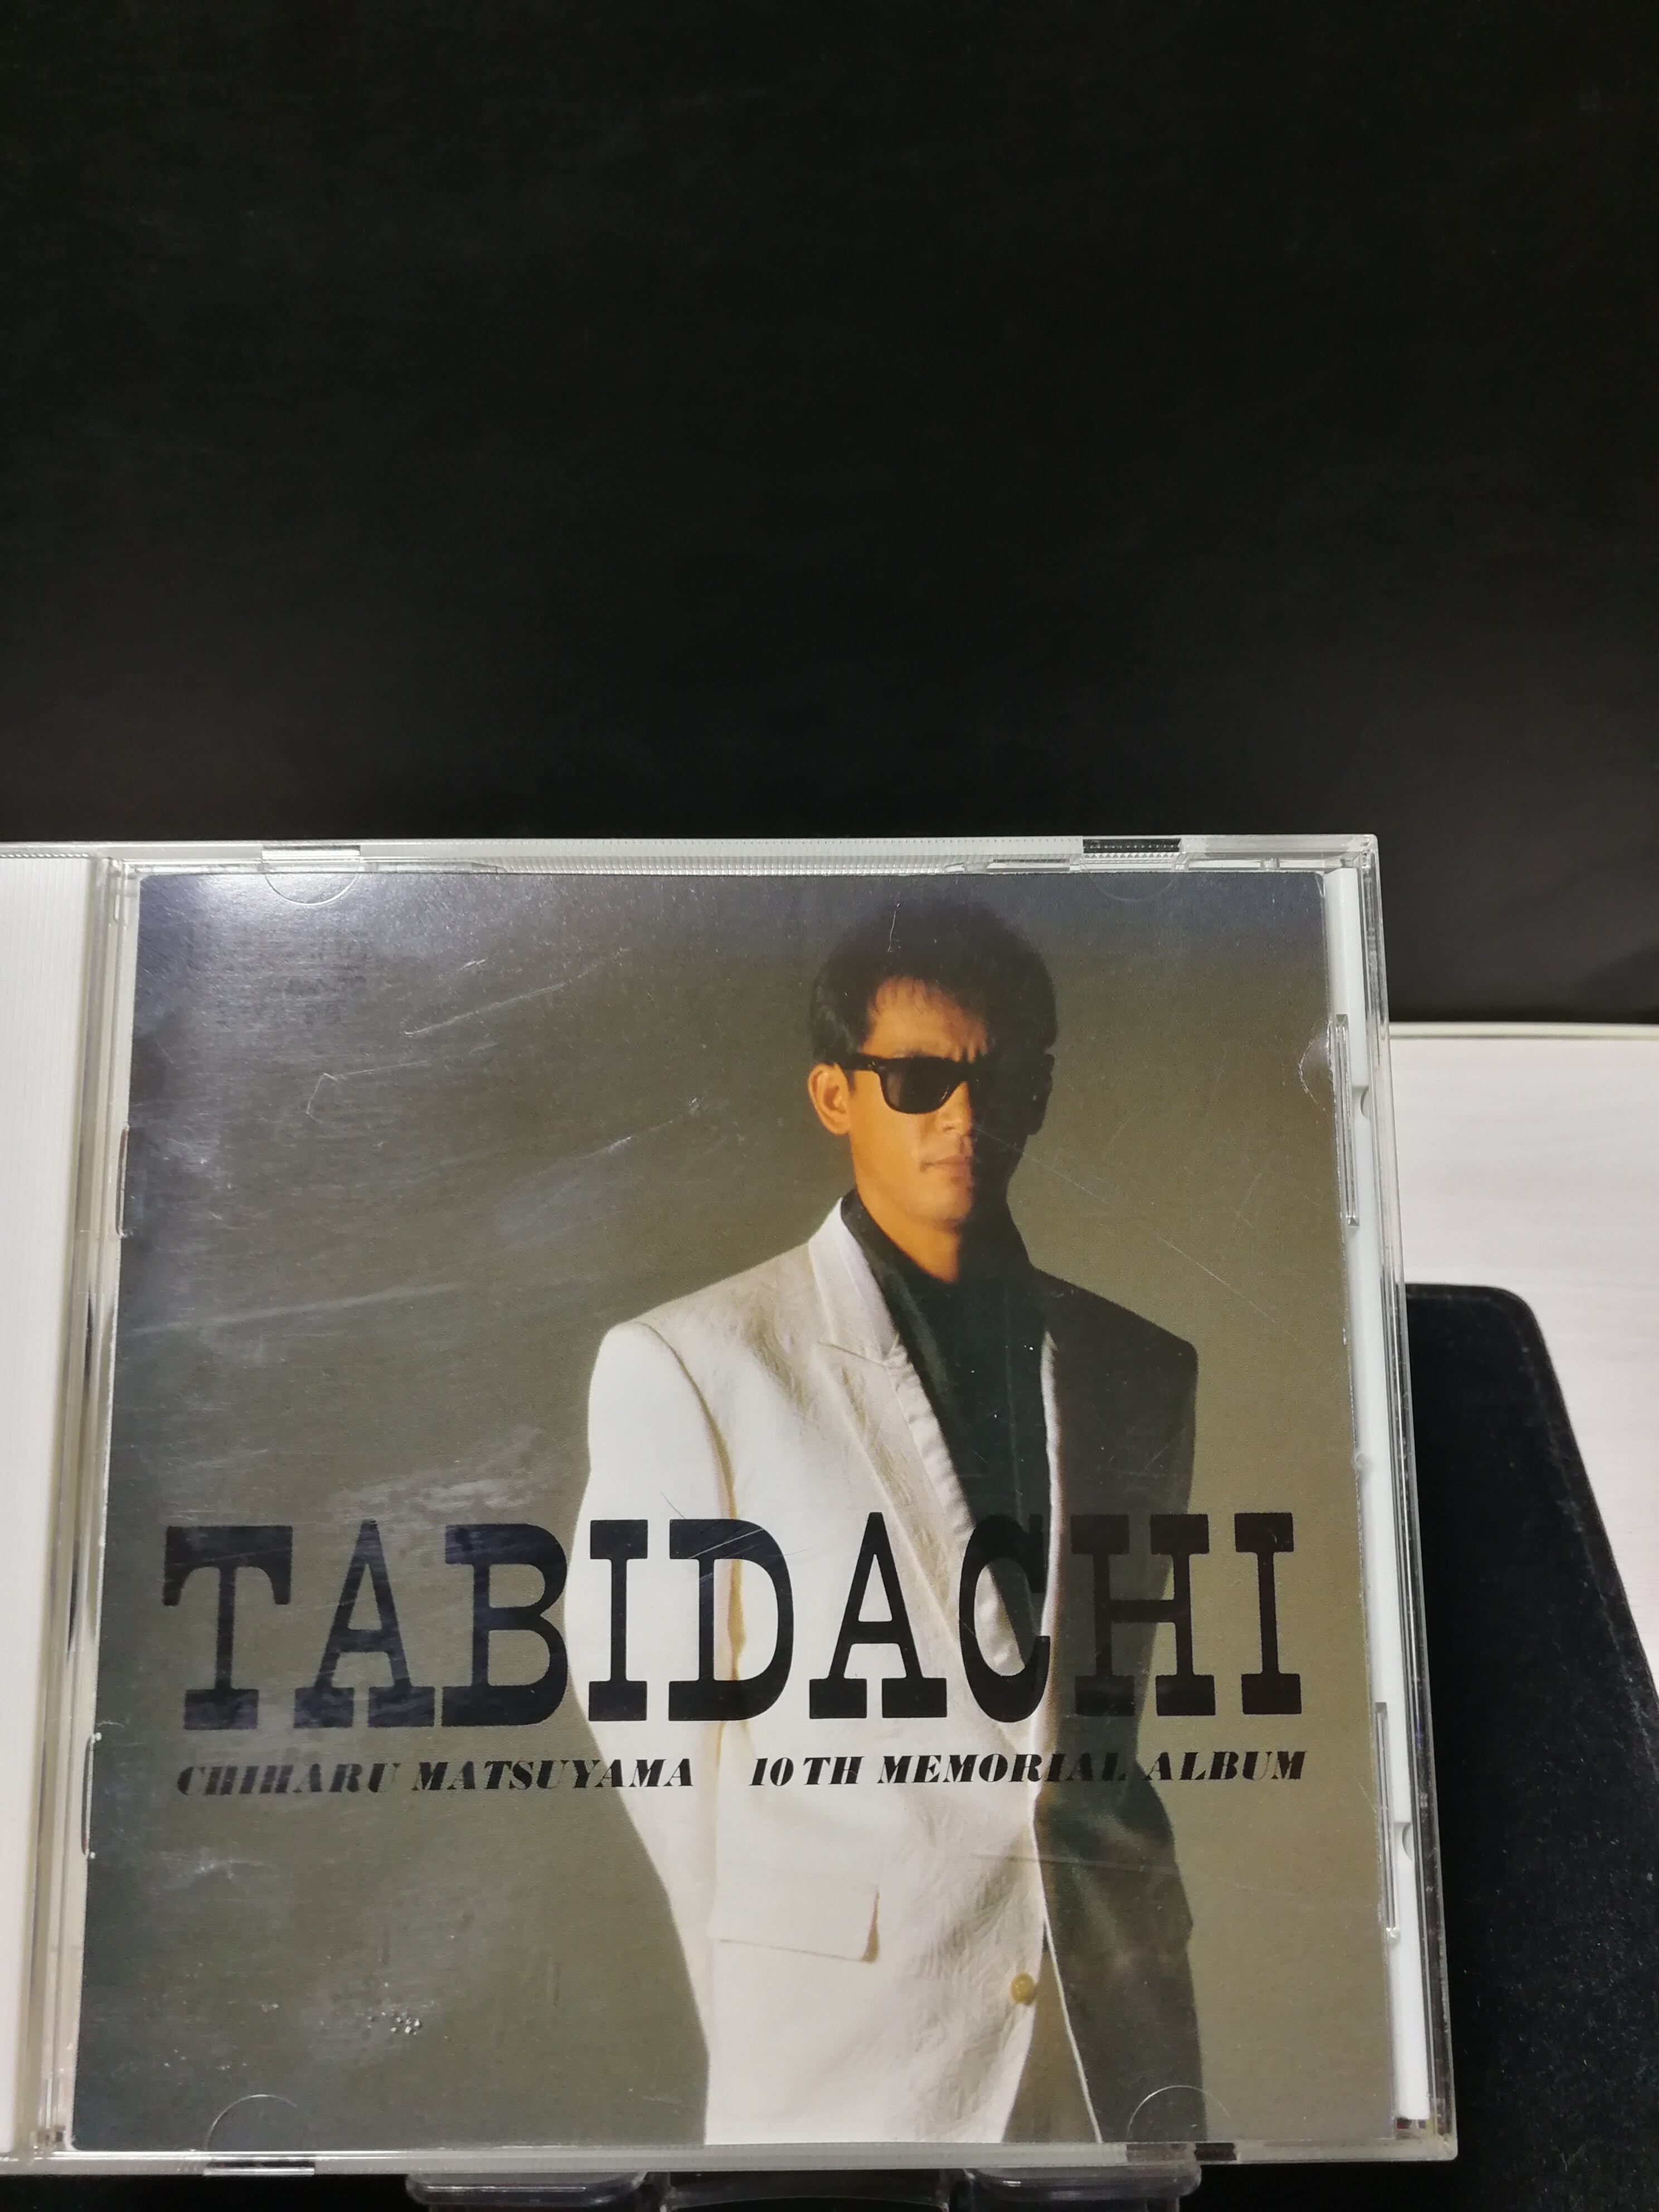 TABIDACHI
CHIHARU MATSUYAMA 10TH MEMORIAL ALBUM